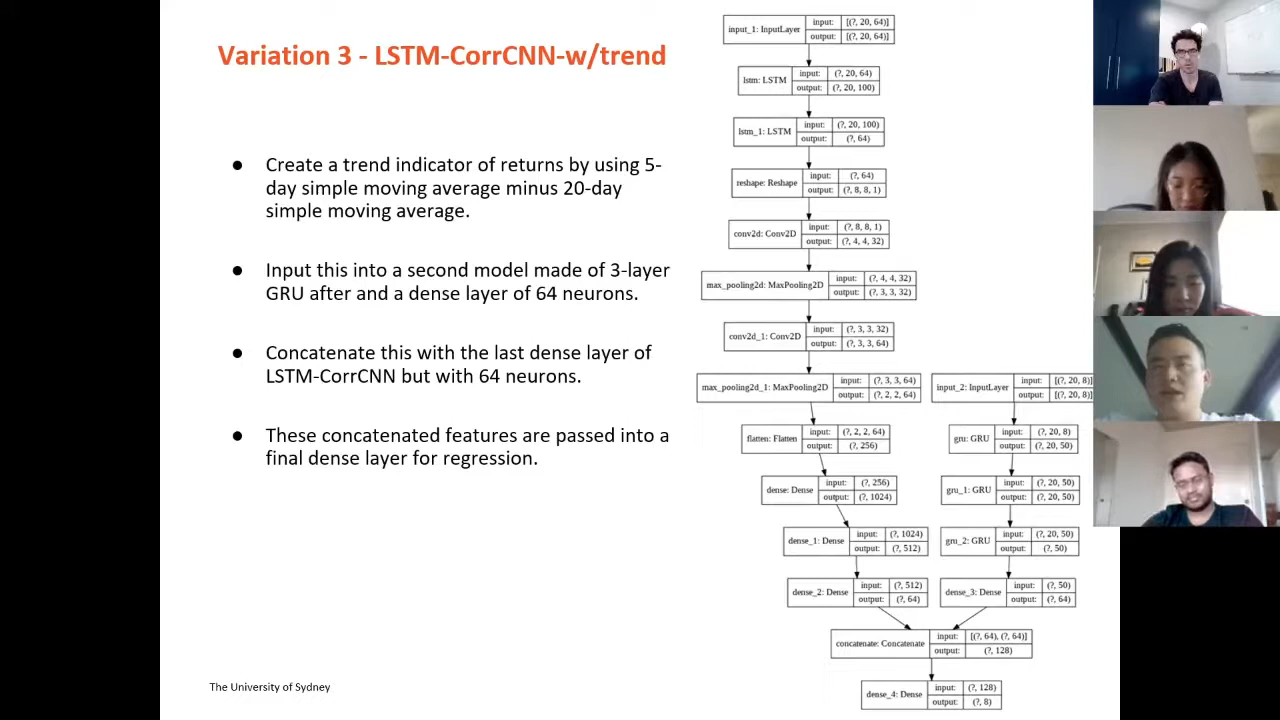 Variation 3 - LSTM-CorrCNN-w/trend
● Create a trend indicator of returns by using 5-
day simple moving average minus 20-day
simple moving average.
● Input this into a second model made of 3-layer
GRU after and a dense layer of 64 neurons.
● Concatenate this with the last dense layer of
LSTM-CorrCNN but with 64 neurons.
● These concatenated features are passed into a
final dense layer for regression.
The University of Sydney
input_1: InputLayer
input: [(?, 20, 64)]
output: [(?, 20, 64)]
lstm: LSTM
input: (?, 20, 64)
output: (?, 20, 100)
lstm_1: LSTM
input: (?, 20, 100)
output: (?, 64)
reshape: Reshape
input: (?, 64)
output: (?, 8, 8, 1)
conv2d: Conv2D
input: (?, 8, 8, 1)
output: (?, 4, 4, 32)
max_pooling2d: MaxPooling2D
input: (?, 4, 4, 32)
output: (?, 3, 3, 32)
conv2d_1: Conv2D
input: (?, 3, 3, 32)
output: (?, 3, 3, 64)
max_pooling2d_1: MaxPooling2D
input: (?, 3, 3, 64)
output: (?, 2, 2, 64)
input_2: InputLayer
input: [(?, 20, 8)]
output: [(?, 20, 8)]
flatten: Flatten
input: (?, 2, 2, 64)
output: (?, 256)
gru: GRU
input: (?, 20, 8)
output: (?, 20, 50)
dense: Dense
input: (?, 256)
output: (?, 1024)
gru_1: GRU
input: (?, 20, 50)
output: (?, 20, 50)
dense_1: Dense
input: (?, 1024)
output: (?, 512)
gru_2: GRU
input: (?, 20, 50)
output: (?, 50)
dense_2: Dense
input: (?, 512)
output: (?, 64)
dense_3: Dense
input: (?, 50)
output: (?, 64)
concatenate: Concatenate
input: [(?, 64), (?, 64)]
output: (?, 128)
dense_4: Dense
input: (?, 128)
output: (?, 8)